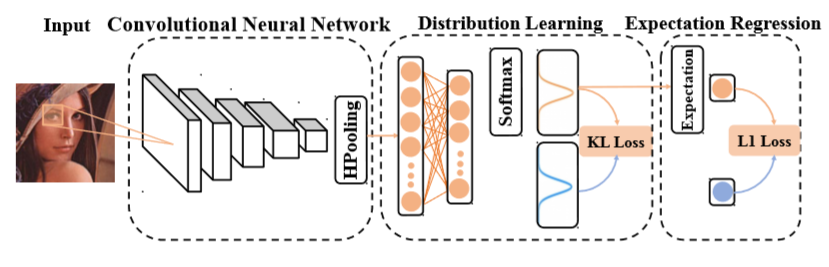 Input
Convolutional Neural Network
Distribution Learning
Expectation Regression
HPooling
Softmax
KL Loss
Expectation
L1 Loss